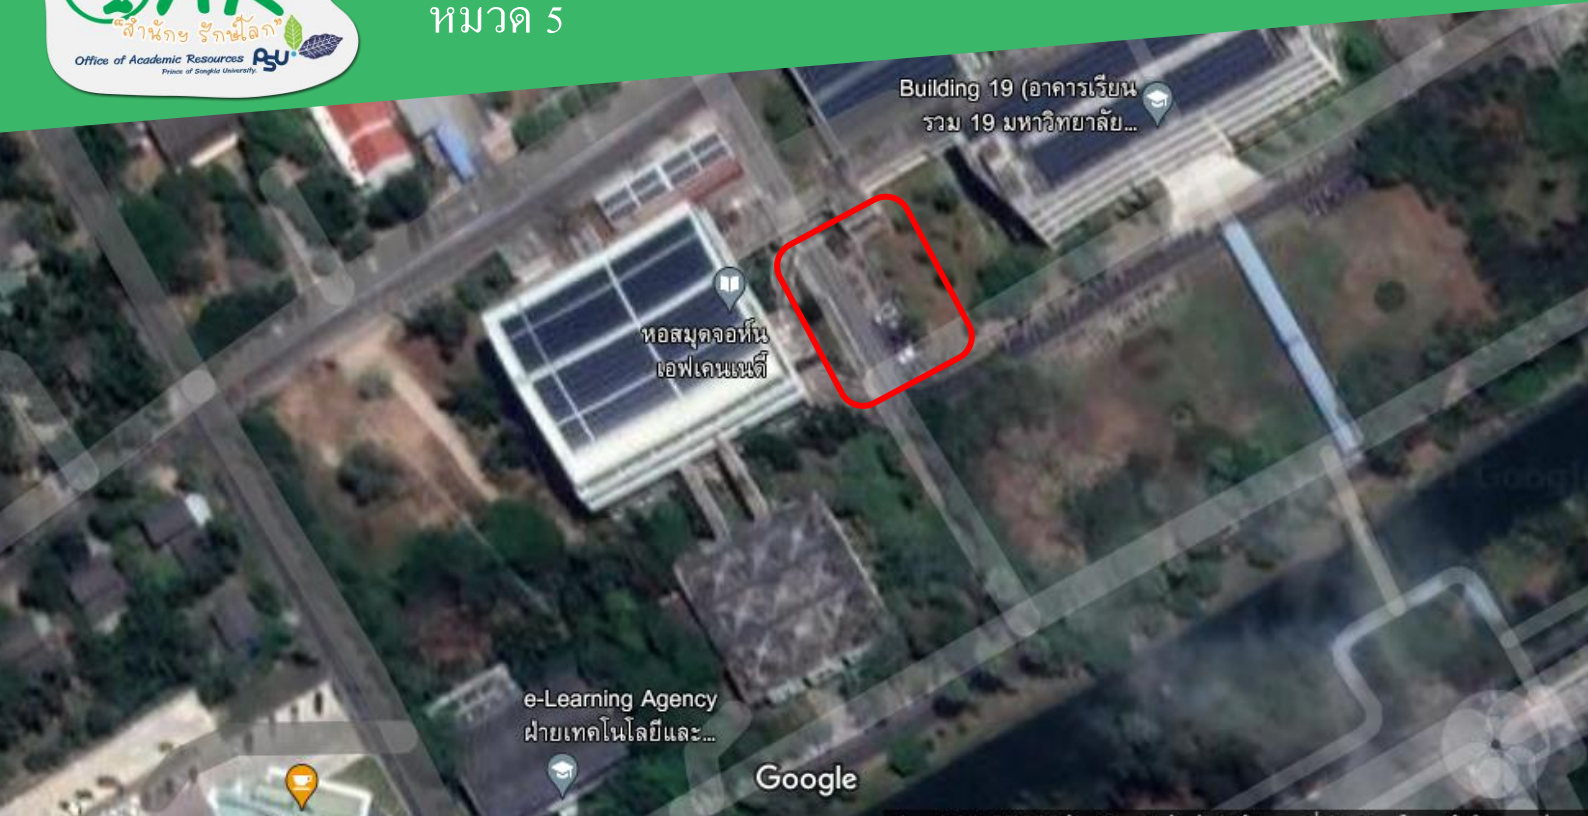 หมวด 5
"สำนักฯ รักษ์โลก"
Office of Academic Resources PSU
Prince of Songkla University.
Building 19 (อาคารเรียน
รวม 19 มหาวิทยาลัย...
หอสมุดจอห์น
เอฟเคนเนดี้
e-Learning Agency
ฝ่ายเทคโนโลยีและ...
Google